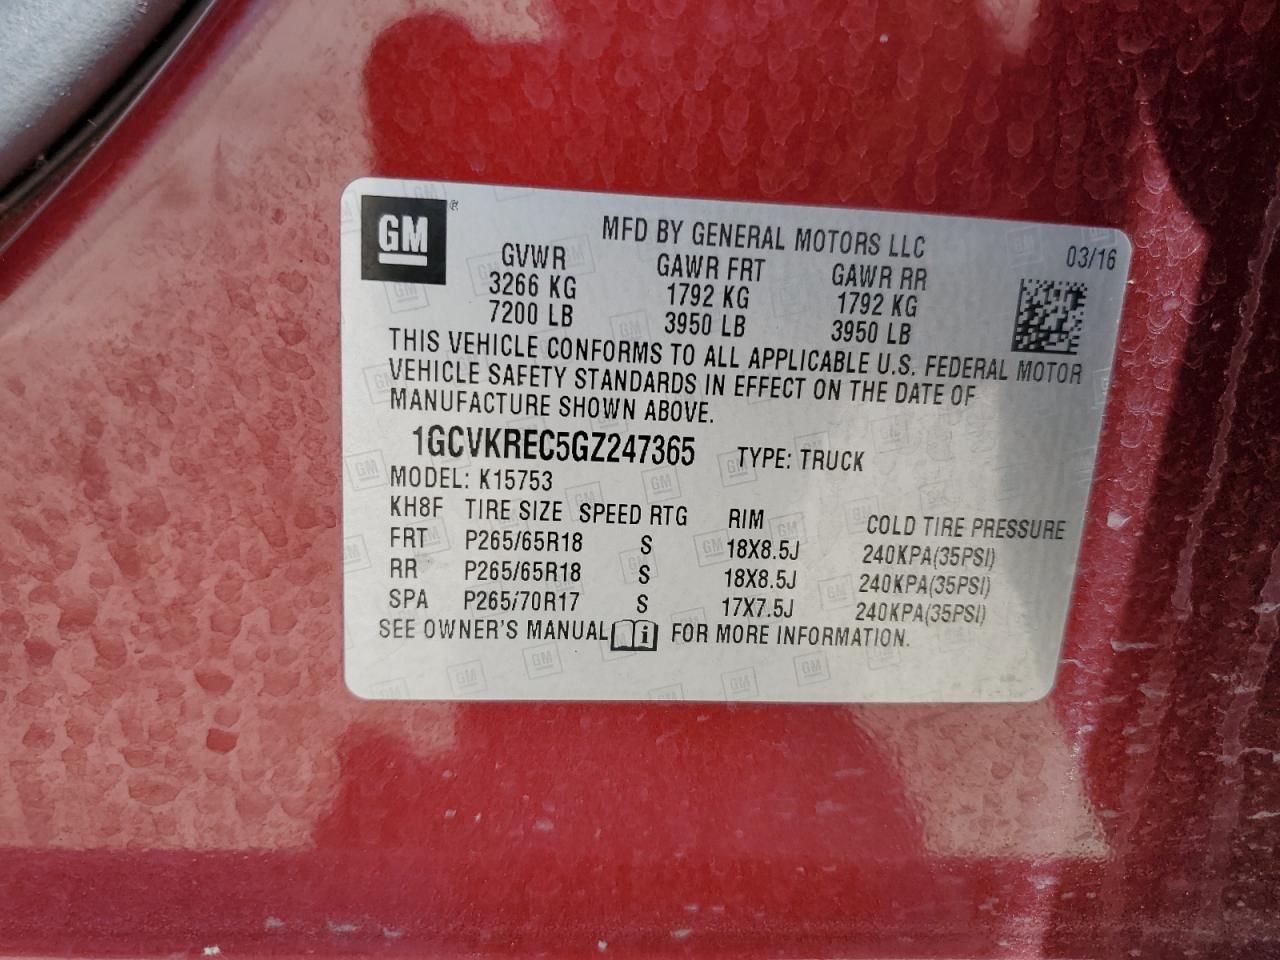 GM ®
MFD BY GENERAL MOTORS LLC
03/16
GVWR GAWR FRT GAWR RR
3266 KG 1792 KG 1792 KG
7200 LB 3950 LB 3950 LB
THIS VEHICLE CONFORMS TO ALL APPLICABLE U.S. FEDERAL MOTOR
VEHICLE SAFETY STANDARDS IN EFFECT ON THE DATE OF
MANUFACTURE SHOWN ABOVE.
1GCVKREC5GZ247365 TYPE: TRUCK
MODEL: K15753
KH8F TIRE SIZE SPEED RTG RIM COLD TIRE PRESSURE
FRT P265/65R18 S 18X8.5J 240KPA(35PSI)
RR P265/65R18 S 18X8.5J 240KPA(35PSI)
SPA P265/70R17 S 17X7.5J 240KPA(35PSI)
SEE OWNER'S MANUAL i FOR MORE INFORMATION.